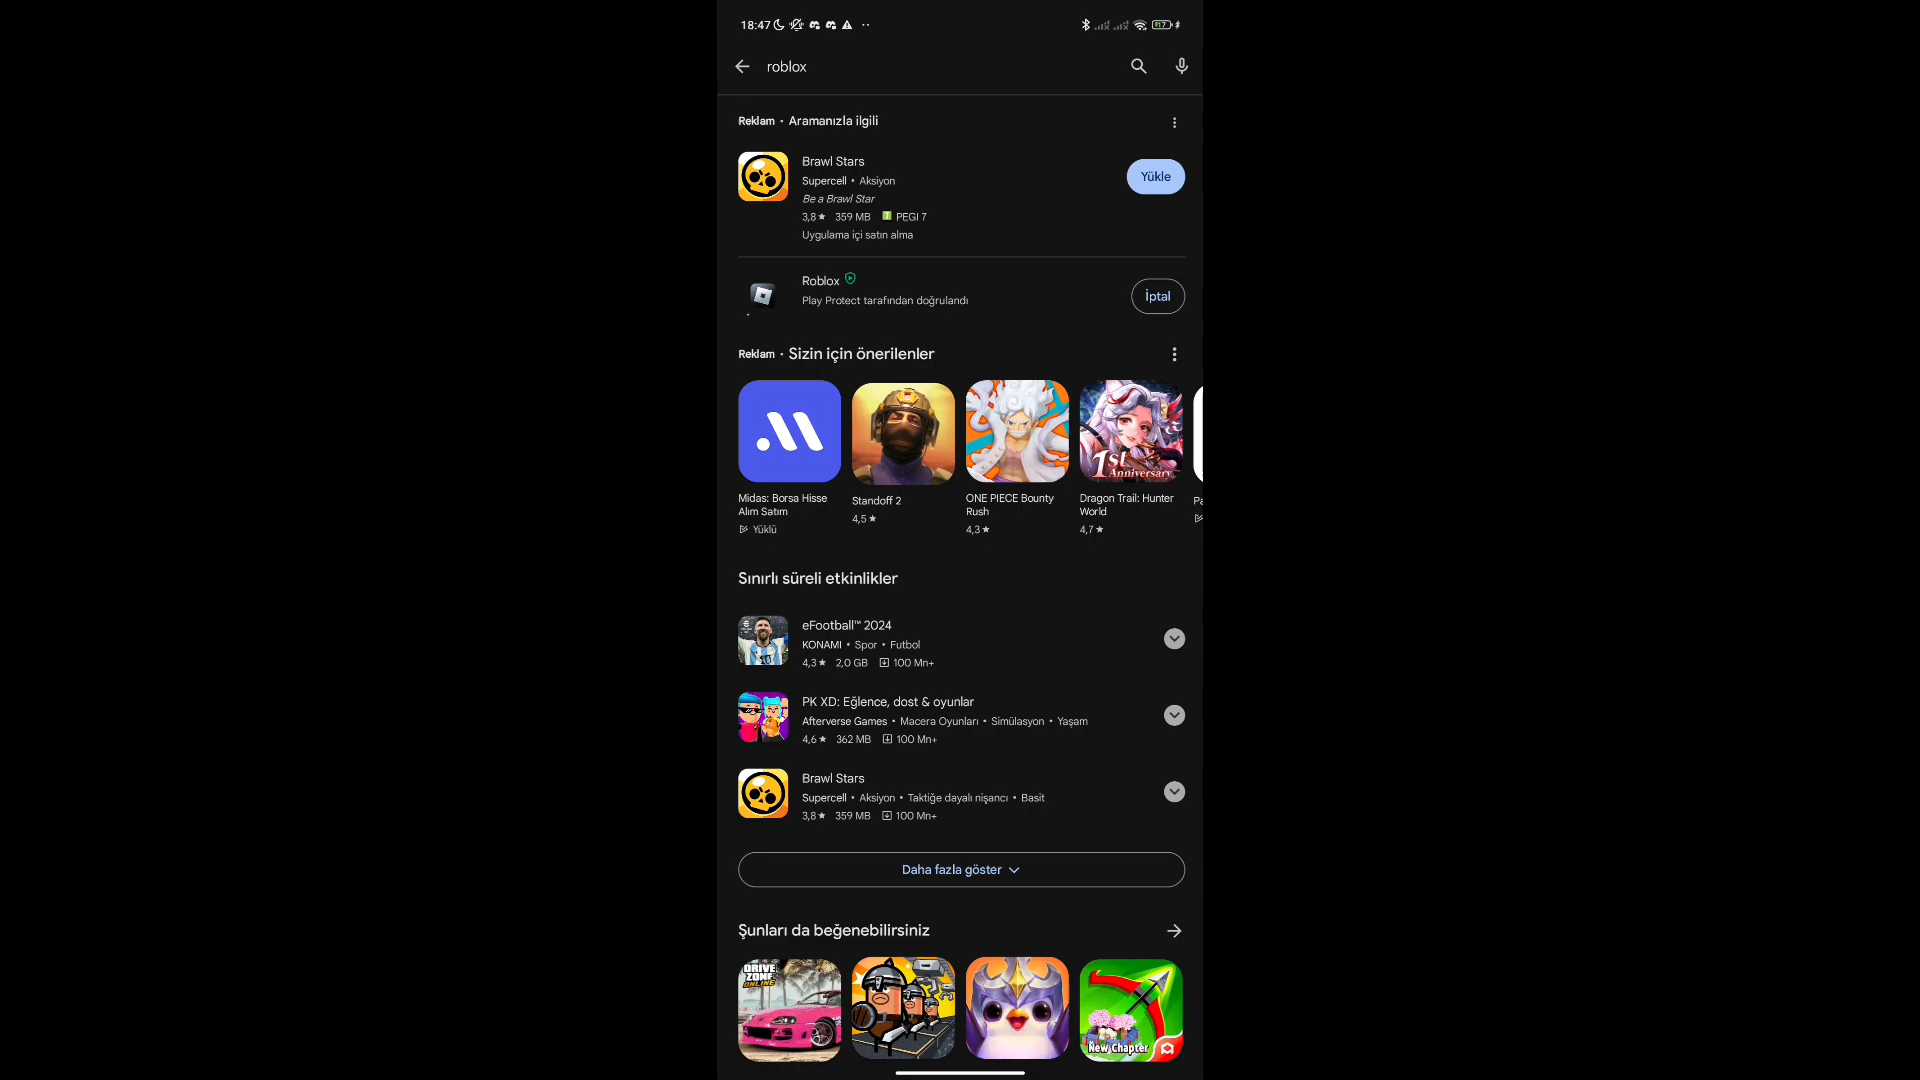 18:47
17
roblox
Reklam • Aramanızla ilgili
Brawl Stars
Supercell • Aksiyon
Be a Brawl Star
3,8★ 359 MB 7 PEGI 7
Uygulama içi satın alma
Yükle
Roblox
Play Protect tarafından doğrulandı
İptal
Reklam • Sizin için önerilenler
1st
Anniversary
Midas: Borsa Hisse
Alım Satım
Yüklü
Standoff 2
4,5★
ONE PIECE Bounty
Rush
4,3★
Dragon Trail: Hunter
World
4,7★
Pa
Sınırlı süreli etkinlikler
eFootball™ 2024
KONAMI • Spor • Futbol
4,3★ 2,0 GB 100 Mn+
PK XD: Eğlence, dost & oyunlar
Afterverse Games • Macera Oyunları • Simülasyon • Yaşam
4,6★ 362 MB 100 Mn+
Brawl Stars
Supercell • Aksiyon • Taktiğe dayalı nişancı • Basit
3,8★ 359 MB 100 Mn+
Daha fazla göster
Şunları da beğenebilirsiniz
DRIVE
ZONE
ONLINE
New Chapter